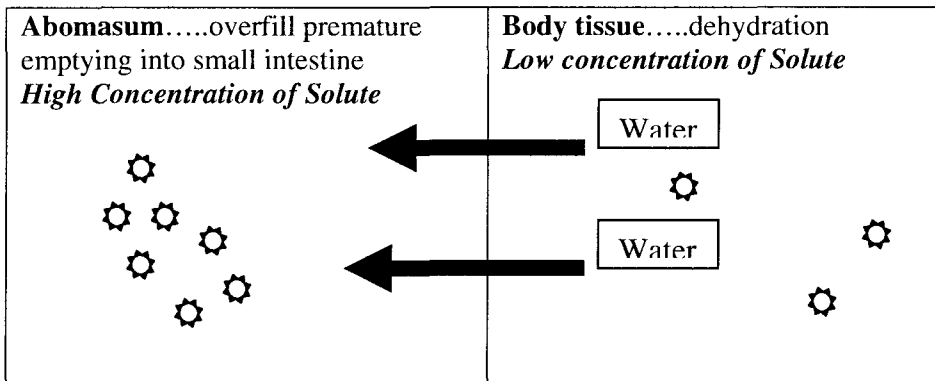 Abomasum.....overfill premature
emptying into small intestine
High Concentration of Solute
Body tissue.....dehydration
Low concentration of Solute
Water
Water